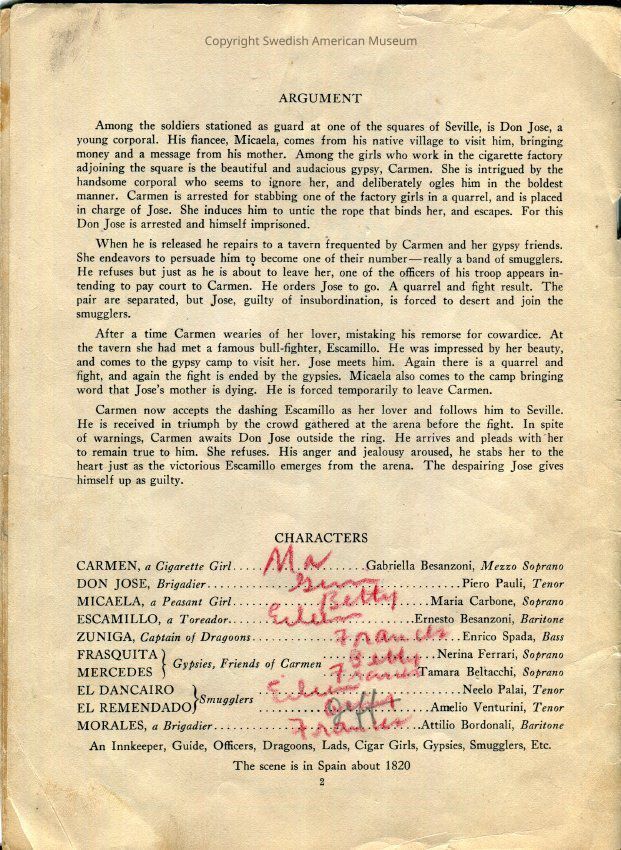 Copyright Swedish American Museum
ARGUMENT
Among the soldiers stationed as guard at one of the squares of Seville, is Don Jose, a
young corporal. His fiancee, Micaela, comes from his native village to visit him, bringing
money and a message from his mother. Among the girls who work in the cigarette factory
adjoining the square is the beautiful and audacious gypsy, Carmen. She is intrigued by the
handsome corporal who seems to ignore her, and deliberately ogles him in the boldest
manner. Carmen is arrested for stabbing one of the factory girls in a quarrel, and is placed
in charge of Jose. She induces him to untie the rope that binds her, and escapes. For this
Don Jose is arrested and himself imprisoned.
When he is released he repairs to a tavern frequented by Carmen and her gypsy friends.
She endeavors to persuade him to become one of their number—really a band of smugglers.
He refuses but just as he is about to leave her, one of the officers of his troop appears in-
tending to pay court to Carmen. He orders Jose to go. A quarrel and fight result. The
pair are separated, but Jose, guilty of insubordination, is forced to desert and join the
smugglers.
After a time Carmen wearies of her lover, mistaking his remorse for cowardice. At
the tavern she had met a famous bull-fighter, Escamillo. He was impressed by her beauty,
and comes to the gypsy camp to visit her. Jose meets him. Again there is a quarrel and
fight, and again the fight is ended by the gypsies. Micaela also comes to the camp bringing
word that Jose's mother is dying. He is forced temporarily to leave Carmen.
Carmen now accepts the dashing Escamillo as her lover and follows him to Seville.
He is received in triumph by the crowd gathered at the arena before the fight. In spite
of warnings, Carmen awaits Don Jose outside the ring. He arrives and pleads with her
to remain true to him. She refuses. His anger and jealousy aroused, he stabs her to the
heart just as the victorious Escamillo emerges from the arena. The despairing Jose gives
himself up as guilty.
CHARACTERS
CARMEN, a Cigarette Girl Ma Gabriella Besanzoni, Mezzo Soprano
DON JOSE, Brigadier Piero Pauli, Tenor
MICAELA, a Peasant Girl Betty Maria Carbone, Soprano
ESCAMILLO, a Toreador Eileen Ernesto Besanzoni, Baritone
ZUNIGA, Captain of Dragoons Frances Enrico Spada, Bass
FRASQUITA Betty Nerina Ferrari, Soprano
Gypsies, Friends of Carmen
MERCEDES Frances Tamara Beltacchi, Soprano
EL DANCAIRO Eileen Neelo Palai, Tenor
Smugglers
EL REMENDADO Amelio Venturini, Tenor
MORALES, a Brigadier Frances Attilio Bordonali, Baritone
An Innkeeper, Guide, Officers, Dragoons, Lads, Cigar Girls, Gypsies, Smugglers, Etc.
The scene is in Spain about 1820
2